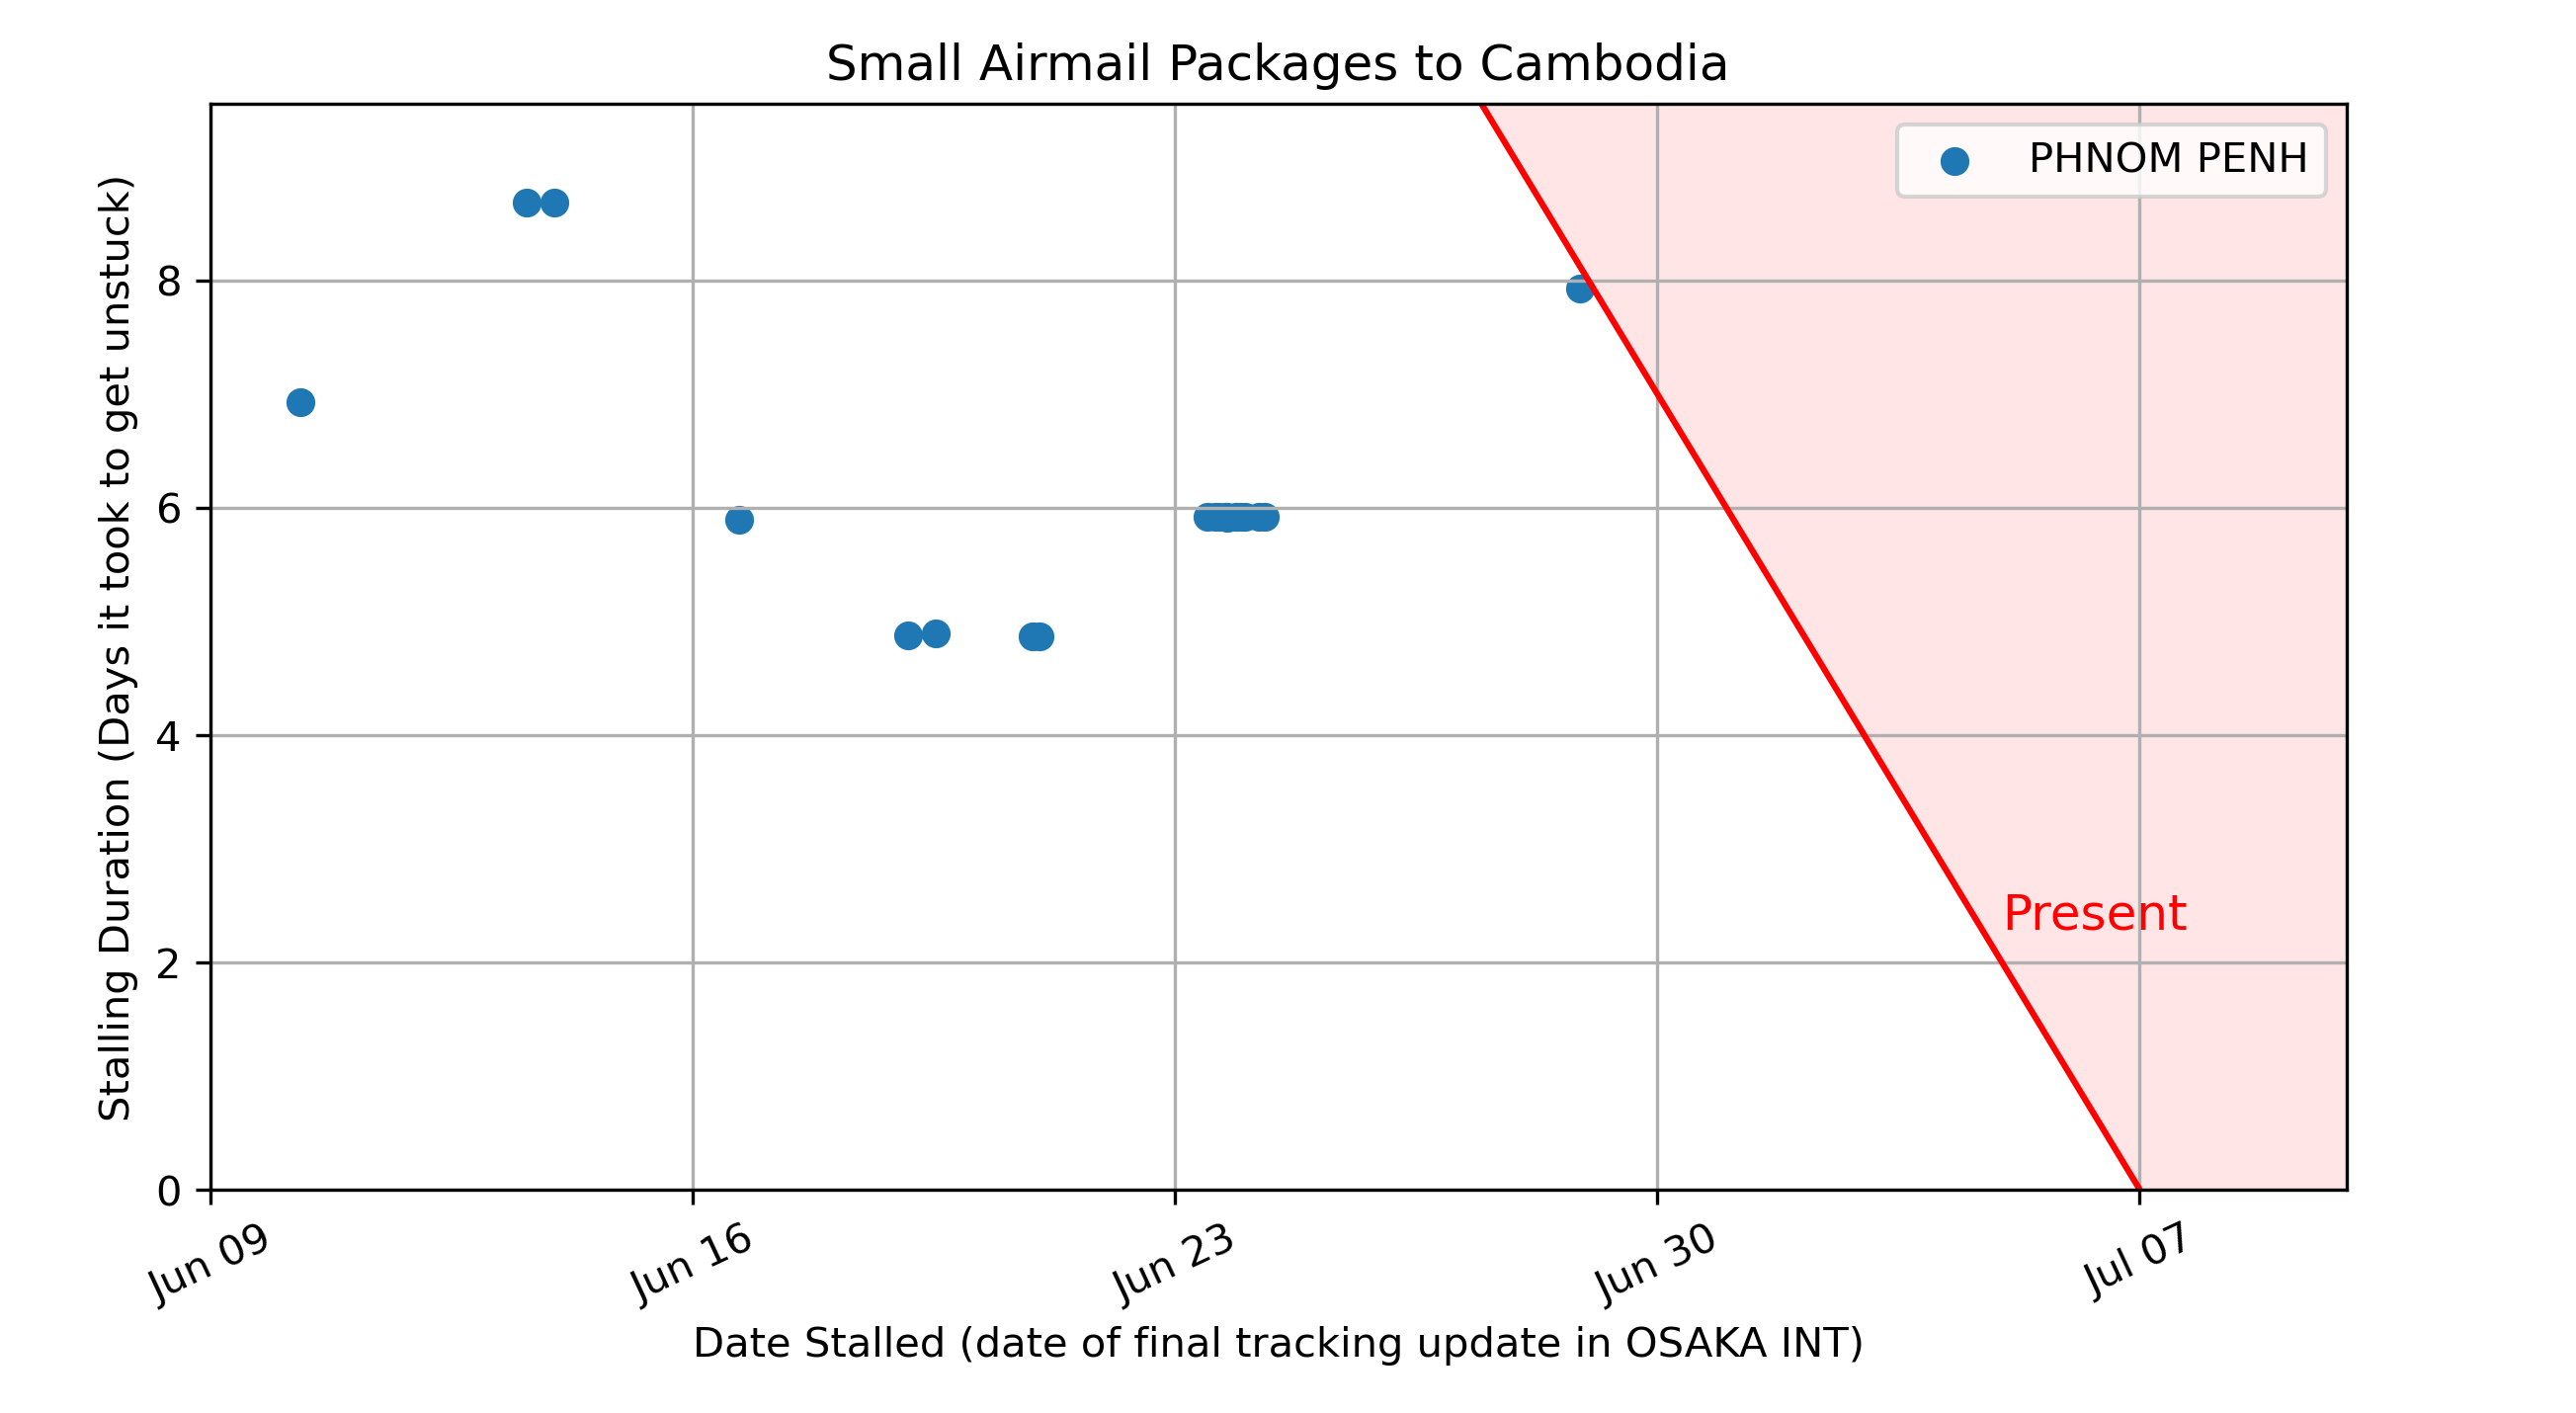 Small Airmail Packages to Cambodia
PHNOM PENH
Stalling Duration (Days it took to get unstuck)
8
6
4
2
0
Present
Jun 09
Jun 16
Jun 23
Jun 30
Jul 07
Date Stalled (date of final tracking update in OSAKA INT)